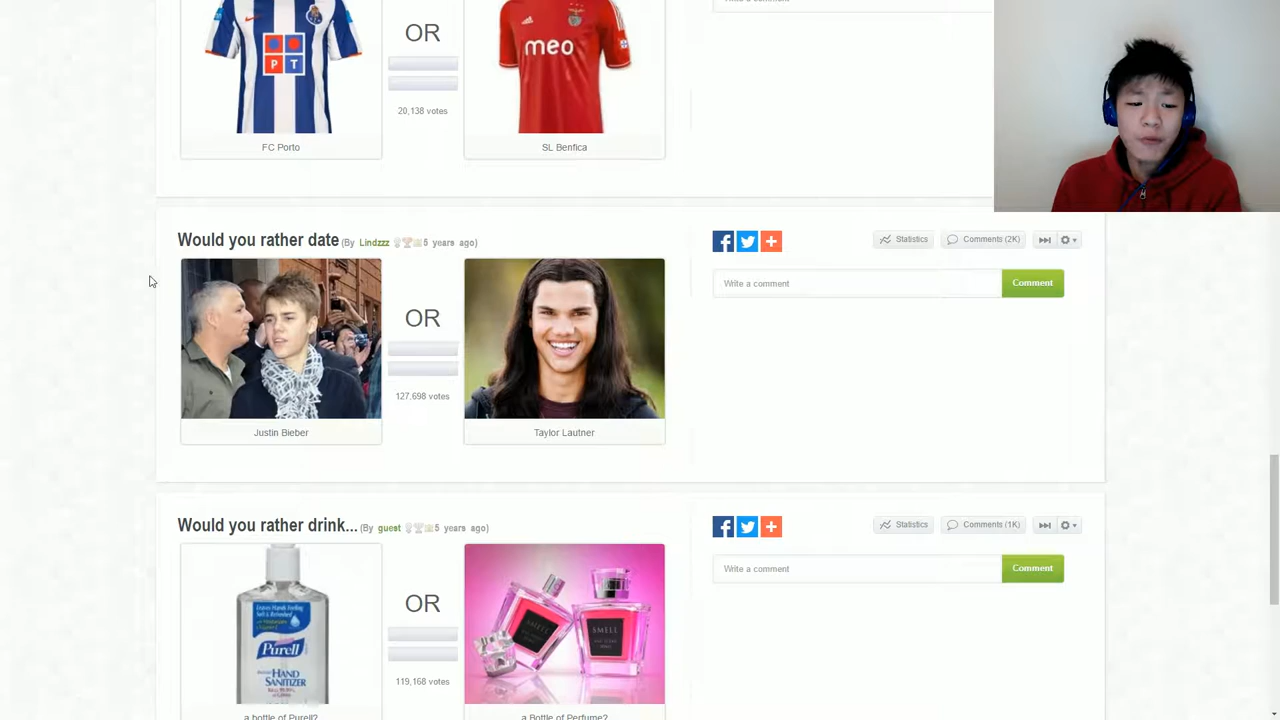 OR
PT
meo
20,138 votes
FC Porto
SL Benfica
Would you rather date (By Lindzzz 5 years ago)
Statistics
Comments (2K)
Write a comment
Comment
OR
127,698 votes
Justin Bieber
Taylor Lautner
Would you rather drink... (By guest 5 years ago)
Statistics
Comments (1K)
Write a comment
Comment
Purell
HAND
SANITIZER
OR
SMELL
119,168 votes
a bottle of Purell?
a Bottle of Perfume?